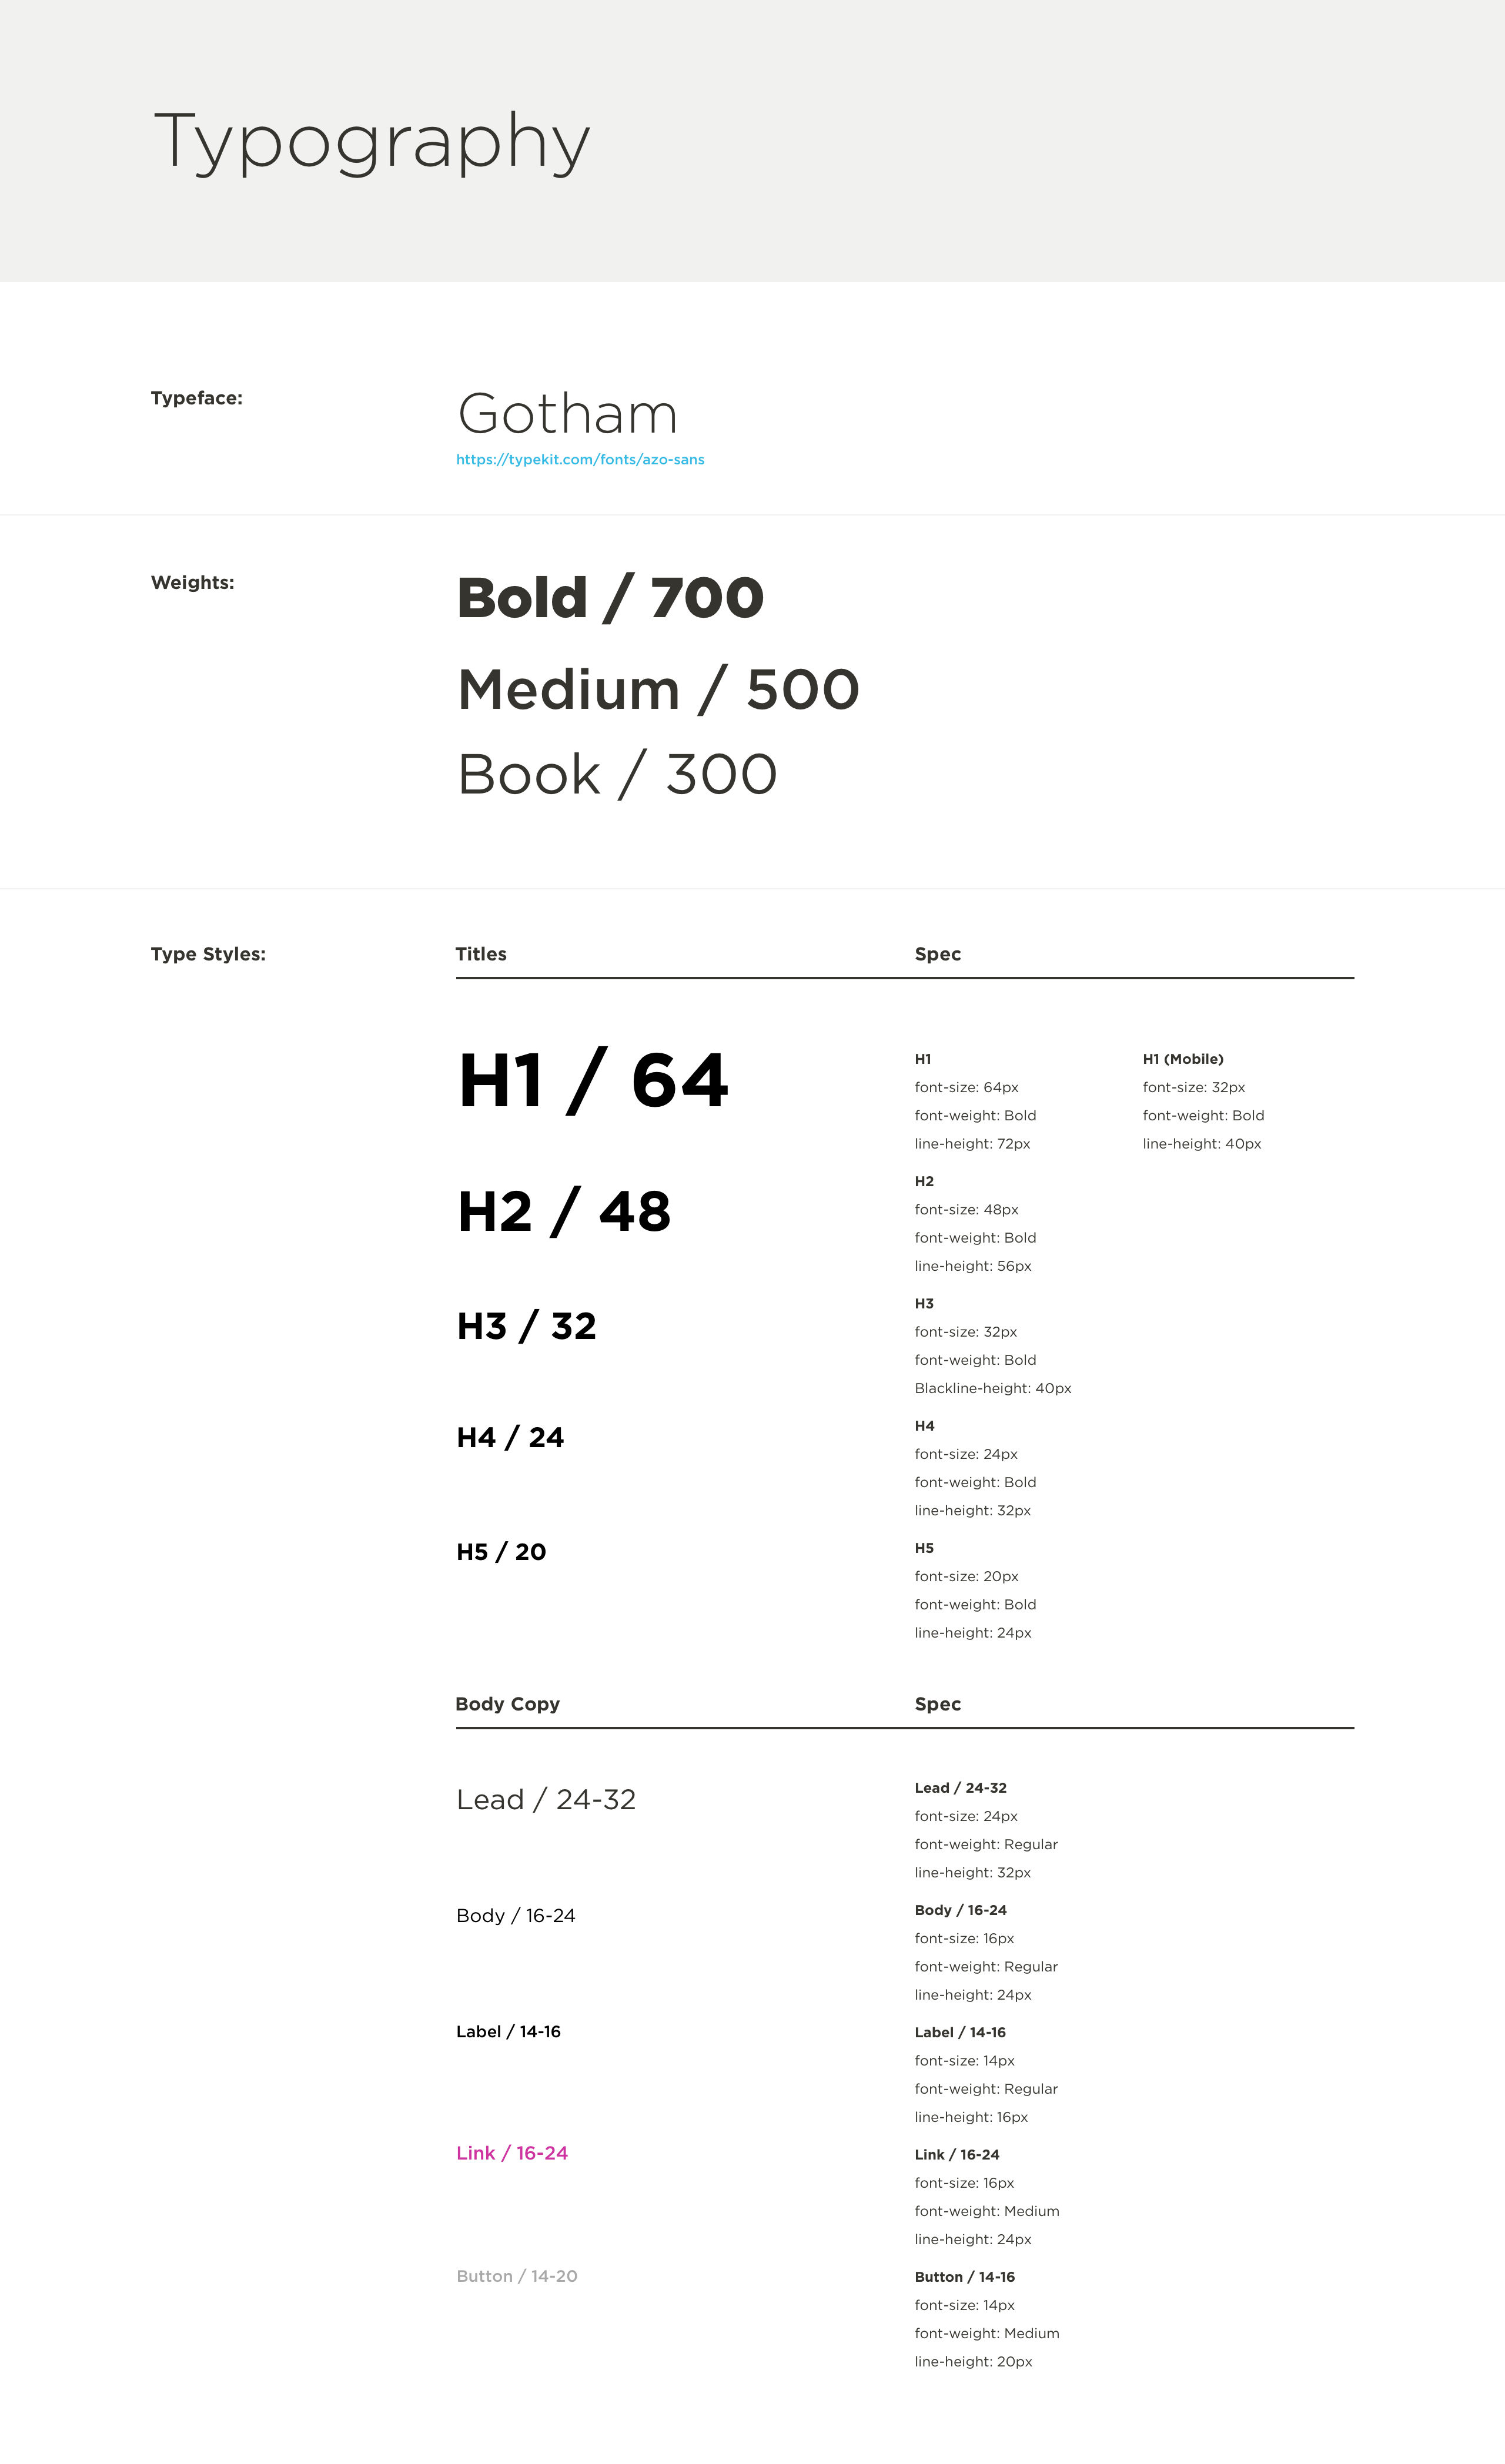 Typography
Typeface:
Gotham
https://typekit.com/fonts/azo-sans
Weights:
Bold / 700
Medium / 500
Book / 300
Type Styles:
Titles
Spec
H1 / 64
H1
font-size: 64px
font-weight: Bold
line-height: 72px
H1 (Mobile)
font-size: 32px
font-weight: Bold
line-height: 40px
H2 / 48
H2
font-size: 48px
font-weight: Bold
line-height: 56px
H3 / 32
H3
font-size: 32px
font-weight: Bold
Blackline-height: 40px
H4 / 24
H4
font-size: 24px
font-weight: Bold
line-height: 32px
H5 / 20
H5
font-size: 20px
font-weight: Bold
line-height: 24px
Body Copy
Spec
Lead / 24-32
Lead / 24-32
font-size: 24px
font-weight: Regular
line-height: 32px
Body / 16-24
Body / 16-24
font-size: 16px
font-weight: Regular
line-height: 24px
Label / 14-16
Label / 14-16
font-size: 14px
font-weight: Regular
line-height: 16px
Link / 16-24
Link / 16-24
font-size: 16px
font-weight: Medium
line-height: 24px
Button / 14-20
Button / 14-16
font-size: 14px
font-weight: Medium
line-height: 20px